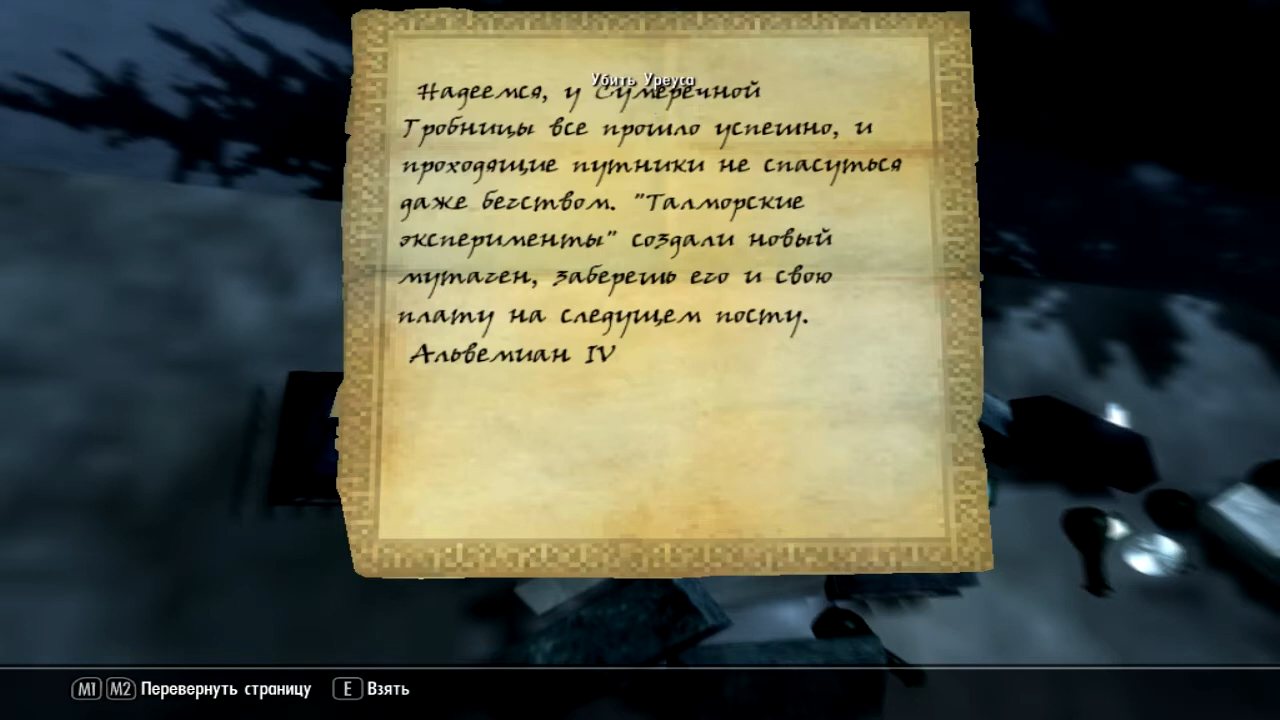 Убить Уреуса
Надеемся, у Сумеречной
Гробницы все прошло успешно, и
проходящие путники не спасуться
даже бегством. "Талморские
эксперименты" создали новый
мутаген, заберешь его и свою
плату на следущем посту.
Альвемиан IV
M1 M2 Перевернуть страницу E Взять